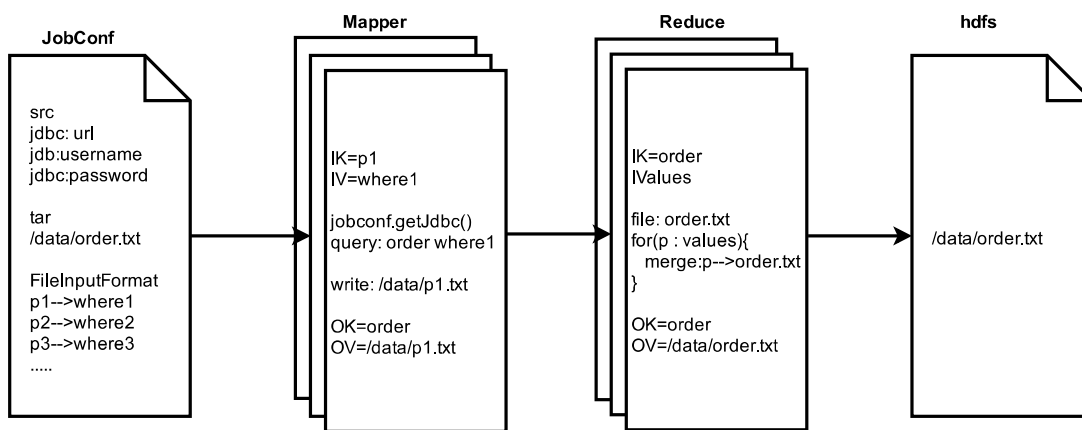 JobConf
src
jdbc: url
jdb:username
jdbc:password
tar
/data/order.txt
FileInputFormat
p1-->where1
p2-->where2
p3-->where3
.....
Mapper
IK=p1
IV=where1
jobconf.getJdbc()
query: order where1
write: /data/p1.txt
OK=order
OV=/data/p1.txt
Reduce
IK=order
IValues
file: order.txt
for(p : values){
merge:p-->order.txt
}
OK=order
OV=/data/order.txt
hdfs
/data/order.txt